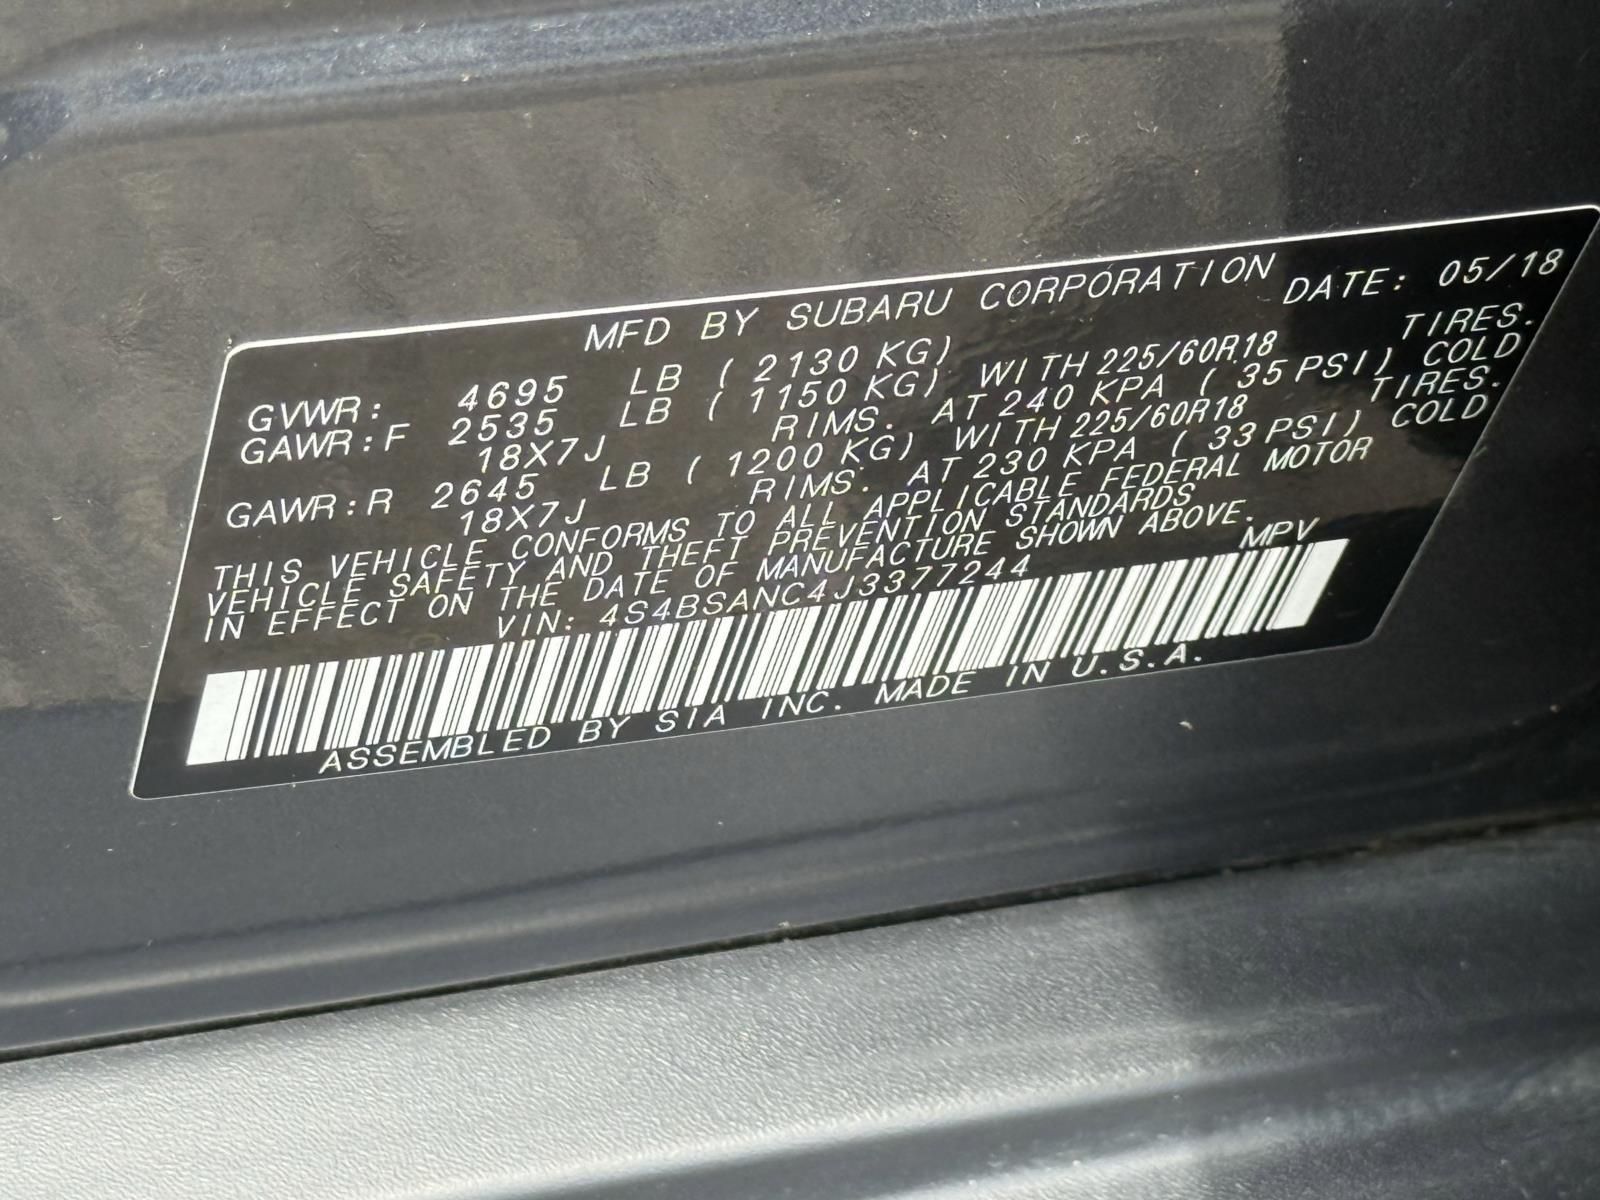 MFD BY SUBARU CORPORATION DATE: 05/18
GVWR: 4695 LB ( 2130 KG)
GAWR:F 2535 LB ( 1150 KG) WITH 225/60R18 TIRES.
18X7J RIMS. AT 240 KPA ( 35 PSI) COLD
GAWR:R 2645 LB ( 1200 KG) WITH 225/60R18 TIRES.
18X7J RIMS. AT 230 KPA ( 33 PSI) COLD
THIS VEHICLE CONFORMS TO ALL APPLICABLE FEDERAL MOTOR
VEHICLE SAFETY AND THEFT PREVENTION STANDARDS
IN EFFECT ON THE DATE OF MANUFACTURE SHOWN ABOVE.
VIN: 4S4BSANC4J3377244 MPV
ASSEMBLED BY SIA INC. MADE IN U.S.A.